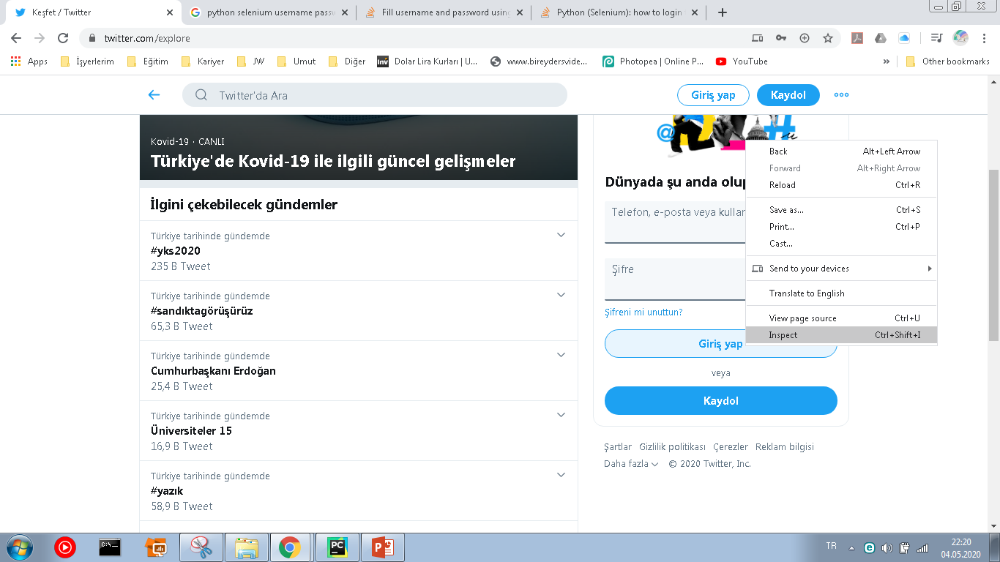 Keşfet / Twitter
python selenium username passw
Fill username and password using
Python (Selenium): how to login
twitter.com/explore
Apps
İşyerlerim
Eğitim
Kariyer
JW
Umut
Diğer
Inv
Dolar Lira Kurları | U...
www.bireydersvide...
Photopea | Online P...
YouTube
»
Other bookmarks
Twitter'da Ara
Giriş yap
Kaydol
Kovid-19 · CANLI
Türkiye'de Kovid-19 ile ilgili güncel gelişmeler
İlgini çekebilecek gündemler
Türkiye tarihinde gündemde
#yks2020
235 B Tweet
Türkiye tarihinde gündemde
#sandıktagörüşürüz
65,3 B Tweet
Türkiye tarihinde gündemde
Cumhurbaşkanı Erdoğan
25,4 B Tweet
Türkiye tarihinde gündemde
Üniversiteler 15
16,9 B Tweet
Türkiye tarihinde gündemde
#yazık
58,9 B Tweet
@ #
Dünyada şu anda olup
Telefon, e-posta veya kullan
Şifre
Şifreni mi unuttun?
Giriş yap
veya
Kaydol
Şartlar Gizlilik politikası Çerezler Reklam bilgisi
Daha fazla © 2020 Twitter, Inc.
Back Alt+Left Arrow
Forward Alt+Right Arrow
Reload Ctrl+R
Save as... Ctrl+S
Print... Ctrl+P
Cast...
Send to your devices
Translate to English
View page source Ctrl+U
Inspect Ctrl+Shift+I
C:\_
PC
P
TR
22:20
04.05.2020